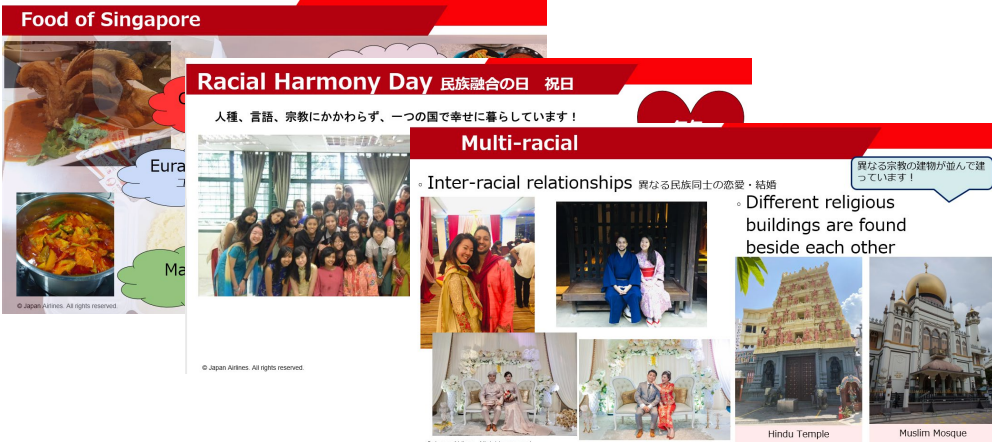 Food of Singapore
Eura
Ma
© Japan Airlines. All rights reserved.
Racial Harmony Day 民族融合の日 祝日
人種、言語、宗教にかかわらず、一つの国で幸せに暮らしています！
© Japan Airlines. All rights reserved.
Multi-racial
◦ Inter-racial relationships 異なる民族同士の恋愛・結婚
異なる宗教の建物が並んで建
っています！
◦ Different religious
buildings are found
beside each other
Hindu Temple
Muslim Mosque